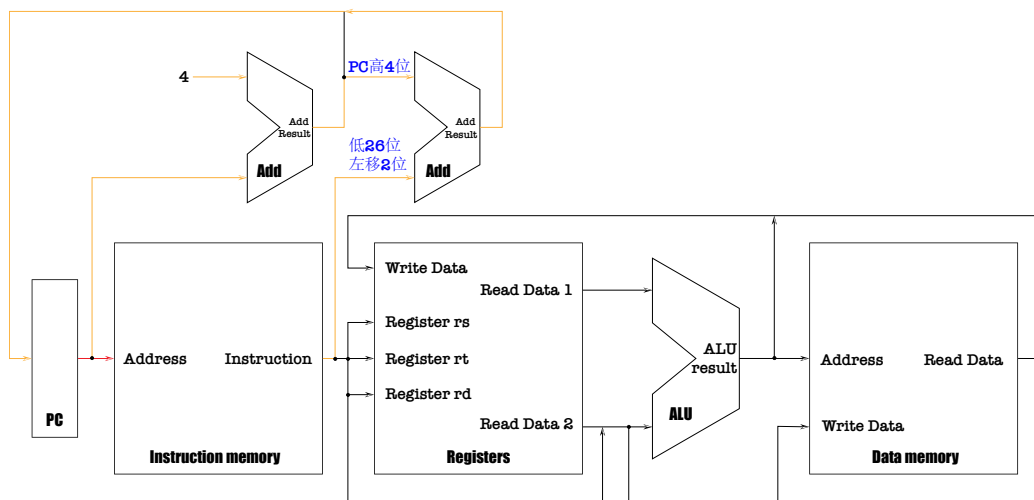 PC高4位
4
Add
Result
Add
Add
Result
Add
低26位
左移2位
PC
Address
Instruction
Instruction memory
Write Data
Read Data 1
Register rs
Register rt
Register rd
Read Data 2
Registers
ALU
result
ALU
Address
Read Data
Write Data
Data memory